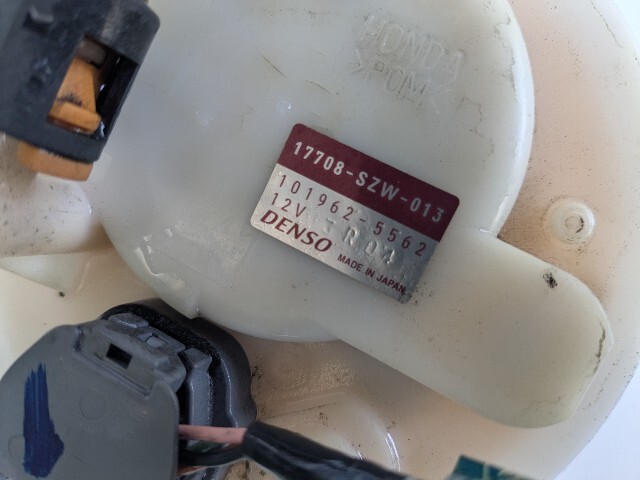 HONDA
>POM<
17708-SZW-013
101962-5562
12V
DENSO
MADE IN JAPAN